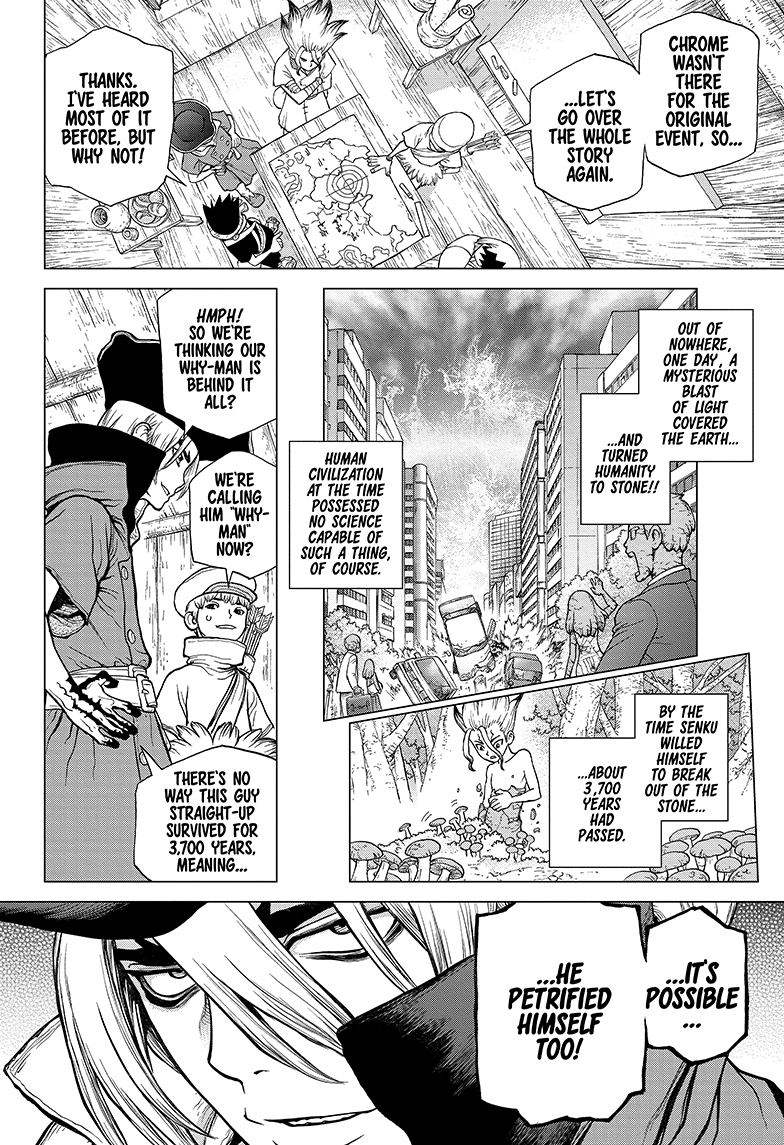 CHROME
WASN'T
THERE
FOR THE
ORIGINAL
EVENT, SO...
...LET'S
GO OVER
THE WHOLE
STORY
AGAIN.
THANKS.
I'VE HEARD
MOST OF IT
BEFORE, BUT
WHY NOT!
OUT OF
NOWHERE,
ONE DAY, A
MYSTERIOUS
BLAST
OF LIGHT
COVERED
THE EARTH...
...AND
TURNED
HUMANITY
TO STONE!!
HUMAN
CIVILIZATION
AT THE TIME
POSSESSED
NO SCIENCE
CAPABLE OF
SUCH A THING,
OF COURSE.
BY THE
TIME SENKU
WILLED
HIMSELF
TO BREAK
OUT OF THE
STONE...
...ABOUT
3,700
YEARS
HAD
PASSED.
HMPH!
SO WE'RE
THINKING OUR
WHY-MAN IS
BEHIND IT
ALL?
WE'RE
CALLING
HIM "WHY-
MAN"
NOW?
THERE'S NO
WAY THIS GUY
STRAIGHT-UP
SURVIVED FOR
3,700 YEARS,
MEANING...
...IT'S
POSSIBLE
...
...HE
PETRIFIED
HIMSELF
TOO!